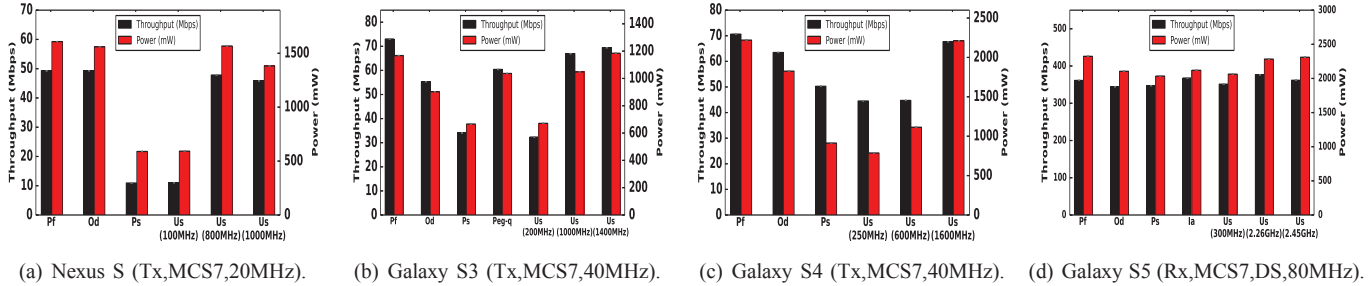 Throughput (Mbps)
Power (mW)
Throughput (Mbps)
70
60
50
40
30
20
10
0
1500
1000
500
0
Power (mW)
Pf
Od
Ps
Us
(100MHz)
Us
(800MHz)
Us
(1000MHz)
(a) Nexus S (Tx,MCS7,20MHz).
Throughput (Mbps)
Power (mW)
Throughput (Mbps)
80
70
60
50
40
30
20
10
0
1400
1200
1000
800
600
400
200
0
Power (mW)
Pf
Od
Ps
Peg-q
Us
(200MHz)
Us
(1000MHz)
Us
(1400MHz)
(b) Galaxy S3 (Tx,MCS7,40MHz).
Throughput (Mbps)
Power (mW)
Throughput (Mbps)
80
70
60
50
40
30
20
10
0
2500
2000
1500
1000
500
0
Power (mW)
Pf
Od
Ps
Us
(250MHz)
Us
(600MHz)
Us
(1600MHz)
(c) Galaxy S4 (Tx,MCS7,40MHz).
Throughput (Mbps)
Power (mW)
Throughput (Mbps)
500
400
300
200
100
0
3000
2500
2000
1500
1000
500
0
Power (mW)
Pf
Od
Ps
Ia
Us
(300MHz)
Us
(2.26GHz)
Us
(2.45GHz)
(d) Galaxy S5 (Rx,MCS7,DS,80MHz).